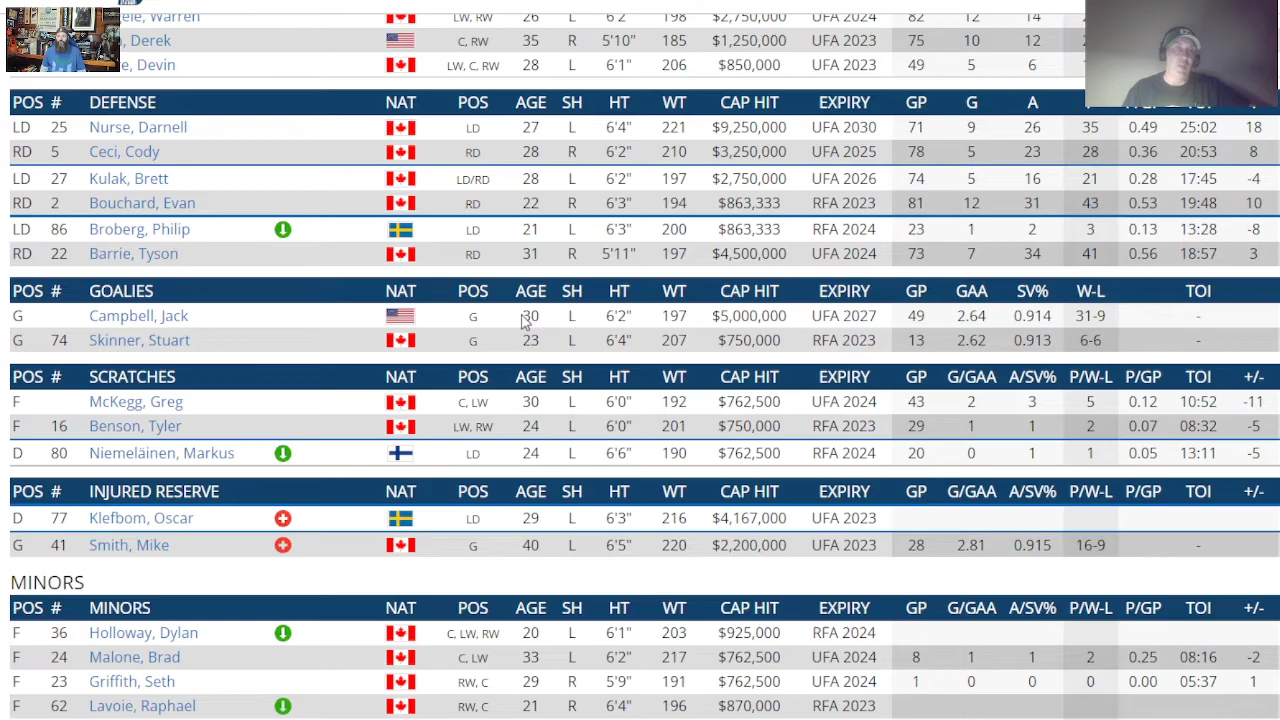 Warren LW, RW 26 L 6'2" 198 $2,750,000 UFA 2024 82 12 14
Derek C, RW 35 R 5'10" 185 $1,250,000 UFA 2023 75 10 12
Devin LW, C, RW 28 L 6'1" 206 $850,000 UFA 2023 49 5 6
POS # DEFENSE NAT POS AGE SH HT WT CAP HIT EXPIRY GP G A
LD 25 Nurse, Darnell LD 27 L 6'4" 221 $9,250,000 UFA 2030 71 9 26 35 0.49 25:02 18
RD 5 Ceci, Cody RD 28 R 6'2" 210 $3,250,000 UFA 2025 78 5 23 28 0.36 20:53 8
LD 27 Kulak, Brett LD/RD 28 L 6'2" 197 $2,750,000 UFA 2026 74 5 16 21 0.28 17:45 -4
RD 2 Bouchard, Evan RD 22 R 6'3" 194 $863,333 RFA 2023 81 12 31 43 0.53 19:48 10
LD 86 Broberg, Philip LD 21 L 6'3" 200 $863,333 RFA 2024 23 1 2 3 0.13 13:28 -8
RD 22 Barrie, Tyson RD 31 R 5'11" 197 $4,500,000 UFA 2024 73 7 34 41 0.56 18:57 3
POS # GOALIES NAT POS AGE SH HT WT CAP HIT EXPIRY GP GAA SV% W-L TOI
G Campbell, Jack G 30 L 6'2" 197 $5,000,000 UFA 2027 49 2.64 0.914 31-9 -
G 74 Skinner, Stuart G 23 L 6'4" 207 $750,000 RFA 2023 13 2.62 0.913 6-6 -
POS # SCRATCHES NAT POS AGE SH HT WT CAP HIT EXPIRY GP G/GAA A/SV% P/W-L P/GP TOI +/-
F McKegg, Greg C, LW 30 L 6'0" 192 $762,500 UFA 2024 43 2 3 5 0.12 10:52 -11
F 16 Benson, Tyler LW, RW 24 L 6'0" 201 $750,000 RFA 2023 29 1 1 2 0.07 08:32 -5
D 80 Niemeläinen, Markus LD 24 L 6'6" 190 $762,500 RFA 2024 20 0 1 1 0.05 13:11 -5
POS # INJURED RESERVE NAT POS AGE SH HT WT CAP HIT EXPIRY GP G/GAA A/SV% P/W-L P/GP TOI +/-
D 77 Klefbom, Oscar LD 29 L 6'3" 216 $4,167,000 UFA 2023
G 41 Smith, Mike G 40 L 6'5" 220 $2,200,000 UFA 2023 28 2.81 0.915 16-9 -
MINORS
POS # MINORS NAT POS AGE SH HT WT CAP HIT EXPIRY GP G/GAA A/SV% P/W-L P/GP TOI +/-
F 36 Holloway, Dylan C, LW, RW 20 L 6'1" 203 $925,000 RFA 2024
F 24 Malone, Brad C, LW 33 L 6'2" 217 $762,500 UFA 2024 8 1 1 2 0.25 08:16 -2
F 23 Griffith, Seth RW, C 29 R 5'9" 191 $762,500 UFA 2024 1 0 0 0 0.00 05:37 1
F 62 Lavoie, Raphael RW, C 21 R 6'4" 196 $870,000 RFA 2023